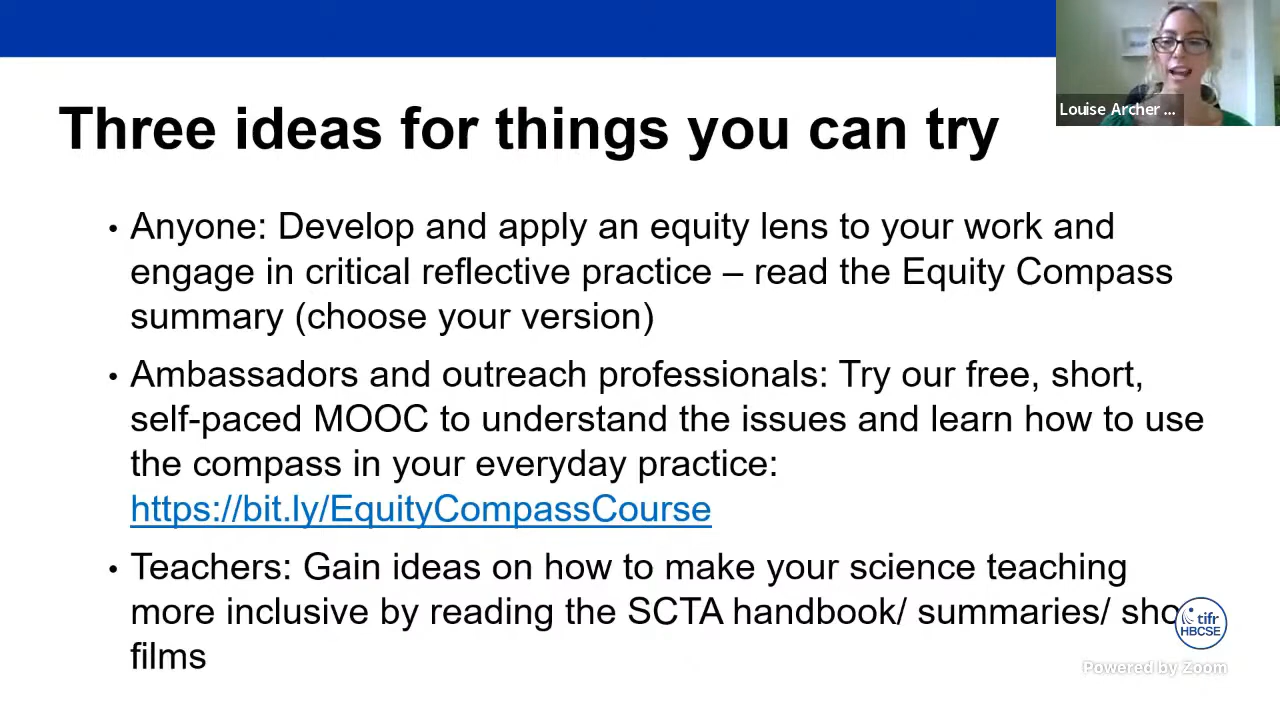 Three ideas for things you can try
Louise Archer ...
• Anyone: Develop and apply an equity lens to your work and
engage in critical reflective practice – read the Equity Compass
summary (choose your version)
• Ambassadors and outreach professionals: Try our free, short,
self-paced MOOC to understand the issues and learn how to use
the compass in your everyday practice:
https://bit.ly/EquityCompassCourse
• Teachers: Gain ideas on how to make your science teaching
more inclusive by reading the SCTA handbook/ summaries/
films
tifr
HBCSE
Powered by Zoom